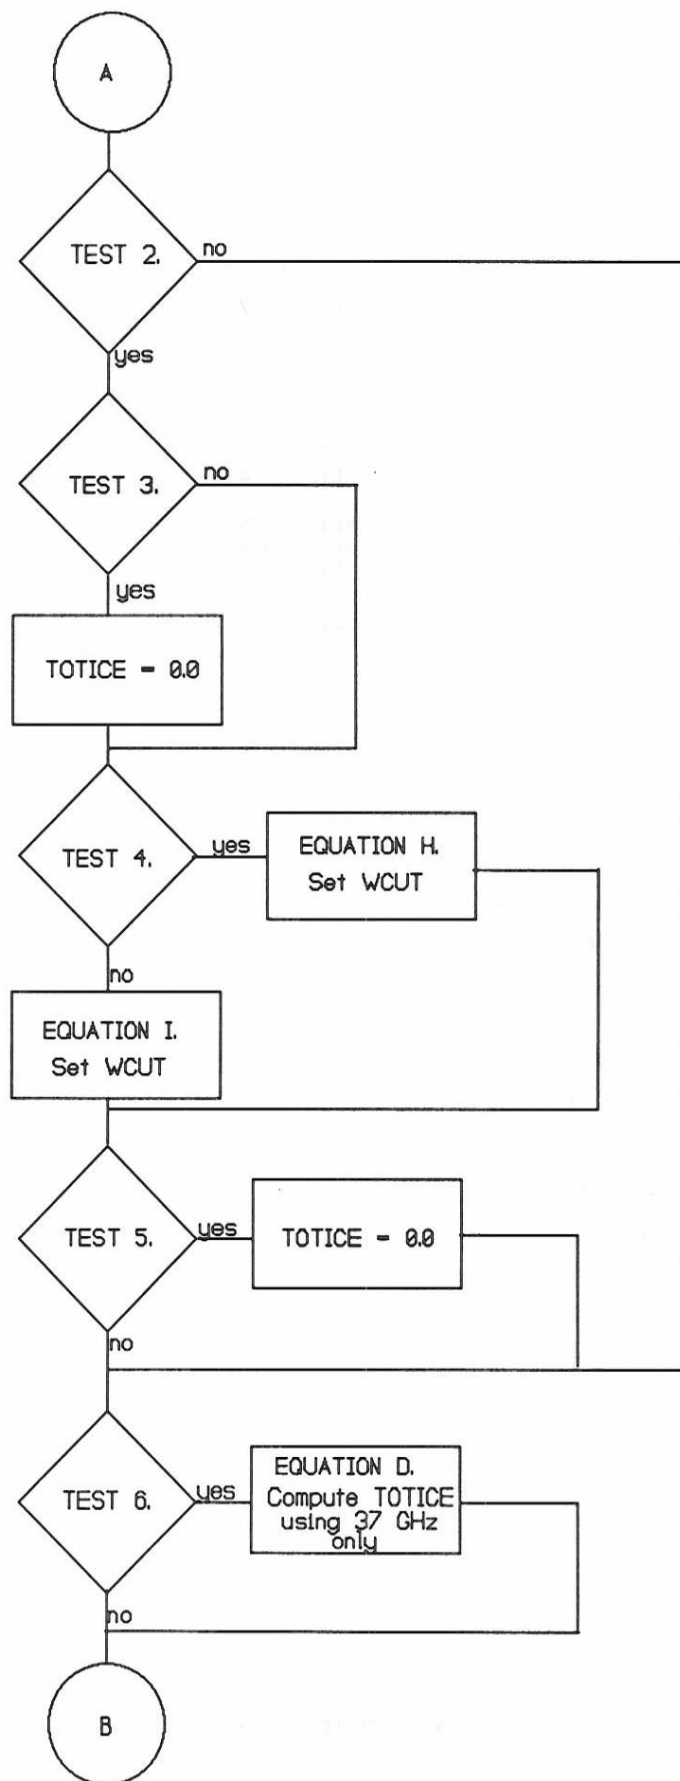 A
TEST 2.
no
yes
TEST 3.
no
yes
TOTICE = 0.0
TEST 4.
yes
EQUATION H.
Set WCUT
no
EQUATION I.
Set WCUT
TEST 5.
yes
TOTICE = 0.0
no
TEST 6.
yes
EQUATION D.
Compute TOTICE
using 37 GHz
only
no
B